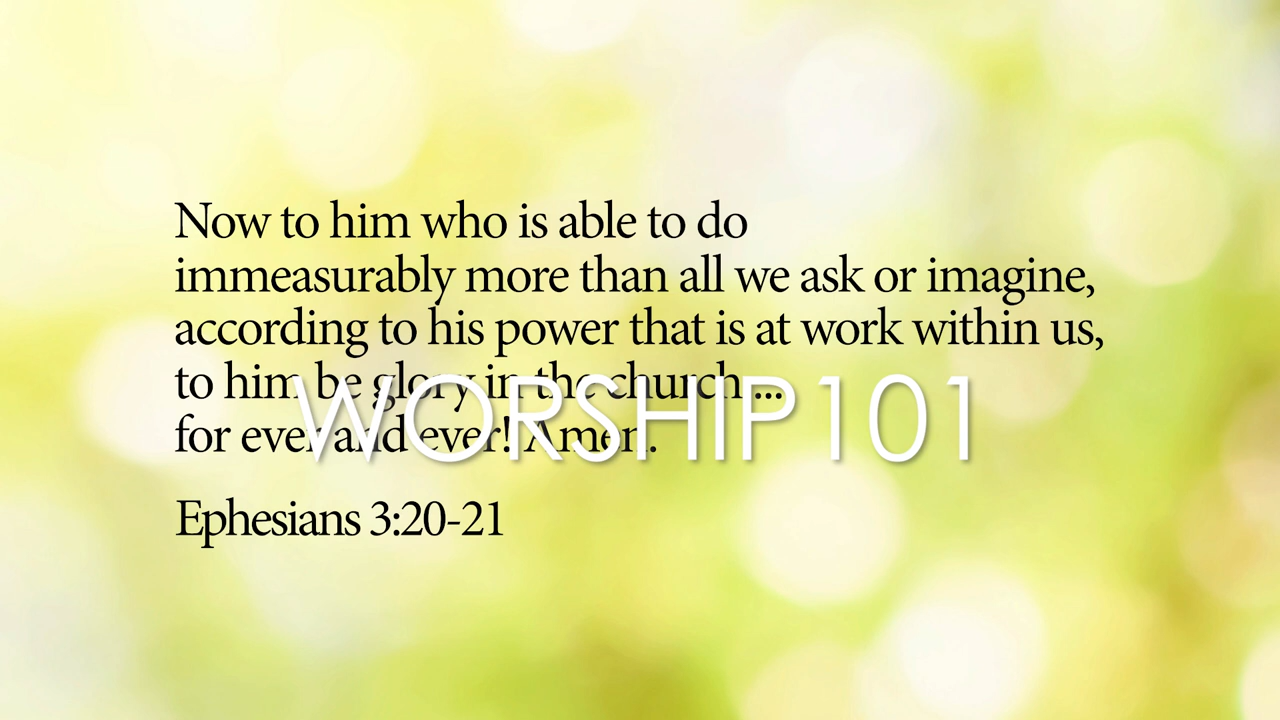 Now to him who is able to do
immeasurably more than all we ask or imagine,
according to his power that is at work within us,
to him be glory in the church ...
for ever and ever! Amen.
WORSHIP101
Ephesians 3:20-21